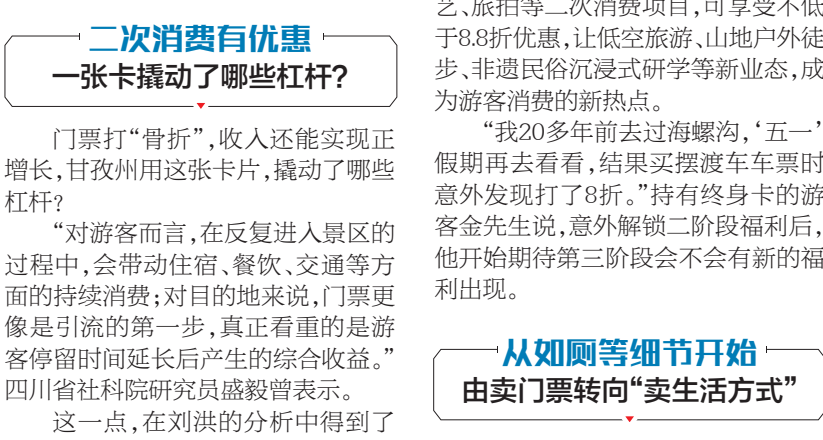 二次消费有优惠
一张卡撬动了哪些杠杆？
门票打“骨折”，收入还能实现正
增长，甘孜州用这张卡片，撬动了哪些
杠杆？
“对游客而言，在反复进入景区的
过程中，会带动住宿、餐饮、交通等方
面的持续消费；对目的地来说，门票更
像是引流的第一步，真正看重的是游
客停留时间延长后产生的综合收益。”
四川省社科院研究员盛毅曾表示。
这一点，在刘洪的分析中得到了
艺、旅拍等二次消费项目，可享受不低
于8.8折优惠，让低空旅游、山地户外徒
步、非遗民俗沉浸式研学等新业态，成
为游客消费的新热点。
“我20多年前去过海螺沟，‘五一’
假期再去看看，结果买摆渡车车票时
意外发现打了8折。”持有终身卡的游
客金先生说，意外解锁二阶段福利后，
他开始期待第三阶段会不会有新的福
利出现。
从如厕等细节开始
由卖门票转向“卖生活方式”